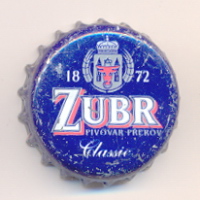 18 72
ZUBR
PIVOVAR PŘEROV
Classic